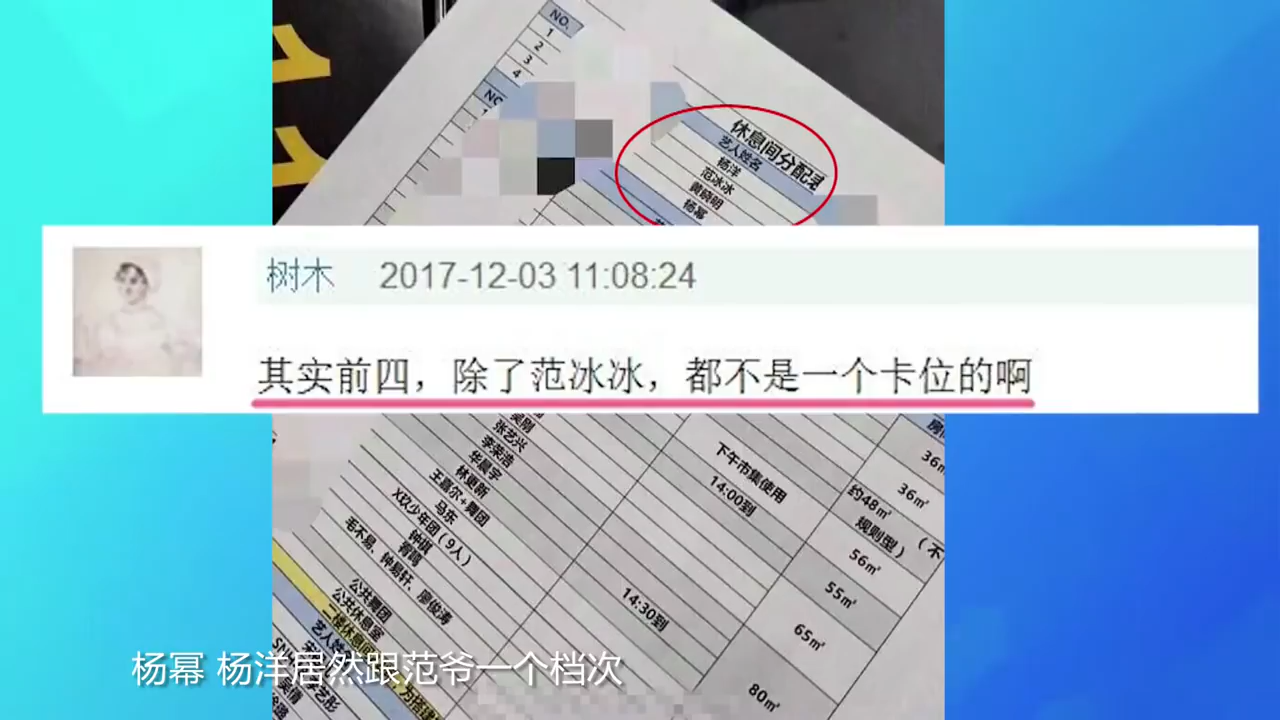 NO.
1
2
3
4
休息间分配表
艺人姓名
杨洋
范冰冰
黄晓明
杨幂
树木 2017-12-03 11:08:24
其实前四，除了范冰冰，都不是一个卡位的啊
张艺兴
李荣浩
华晨宇
林更新
王嘉尔+舞团
马东
X玖少年团（9人）
毛不易、钟易轩、廖俊涛
公共舞团
公共休息室
下午市集使用
14:00到
14:30到
36㎡
36㎡
约48㎡
规则型）
（不
56㎡
55㎡
65㎡
80㎡
杨幂 杨洋居然跟范爷一个档次